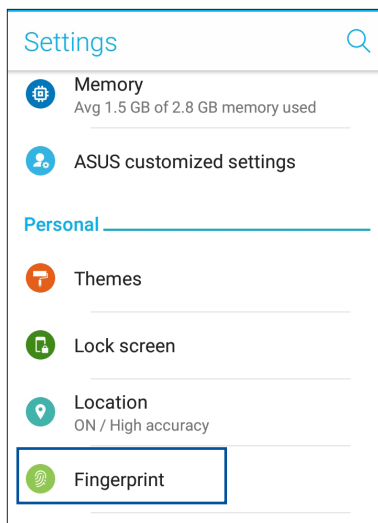 Settings
Memory
Avg 1.5 GB of 2.8 GB memory used
ASUS customized settings
Personal
Themes
Lock screen
Location
ON / High accuracy
Fingerprint